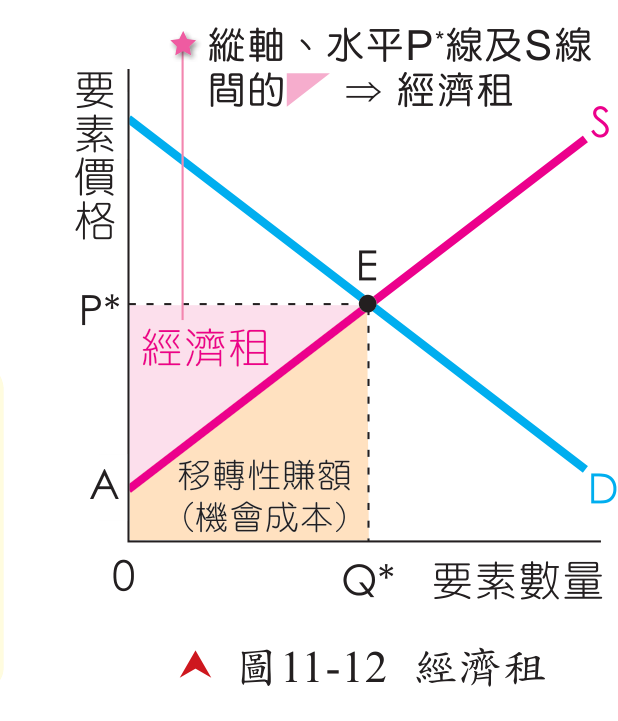 ★ 縱軸、水平P*線及S線
間的 ⇒ 經濟租
要素價格
S
E
P*
經濟租
A
移轉性賺額
(機會成本)
D
0
Q*
要素數量
圖11-12 經濟租